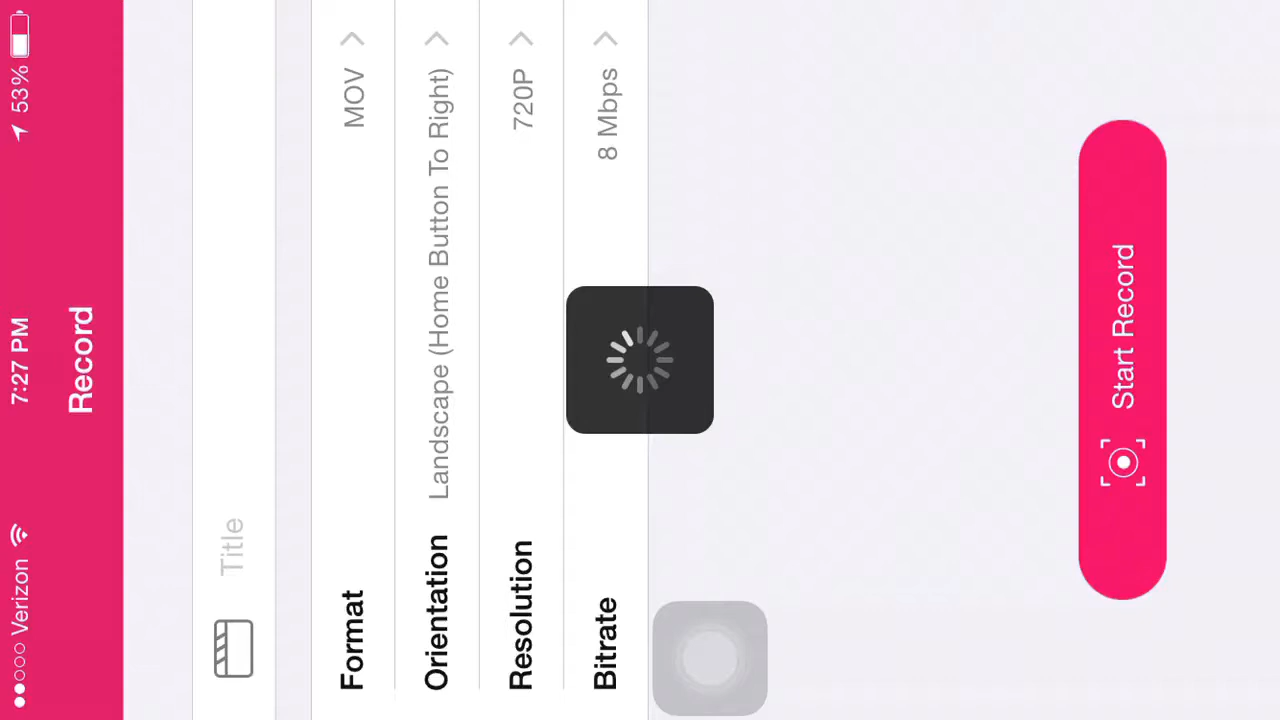 Verizon 7:27 PM 53%
Record
Title
Format MOV
Orientation Landscape (Home Button To Right)
Resolution 720P
Bitrate 8 Mbps
Start Record